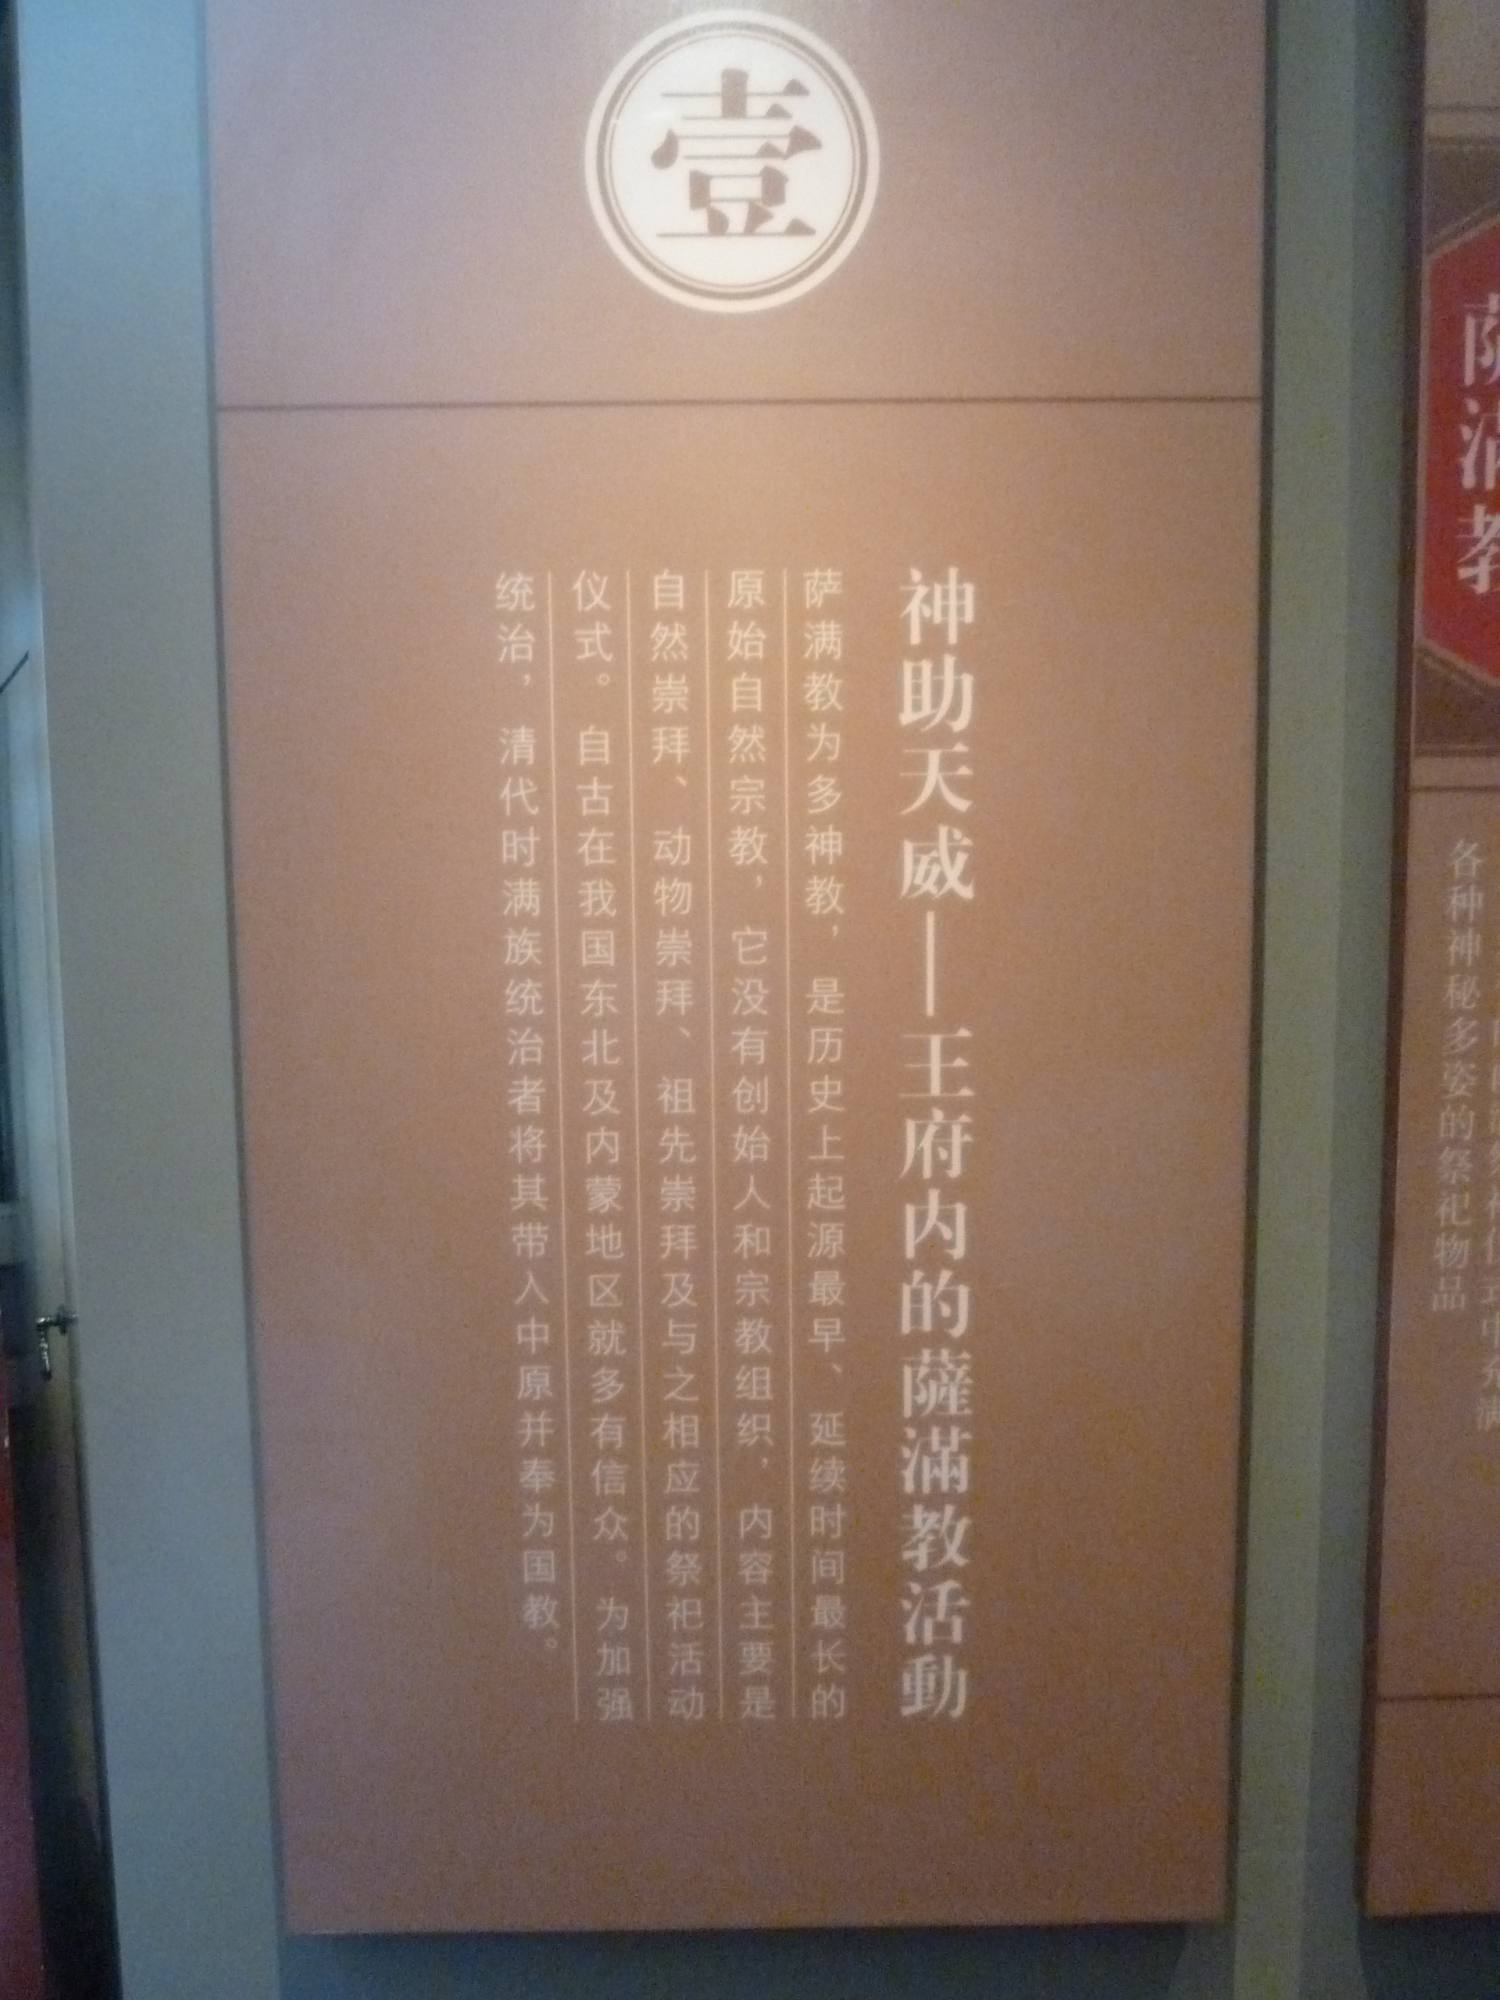 壹
神助天威——王府内的薩滿教活動
萨满教为多神教，是历史上起源最早、延续时间最长的
原始自然宗教，它没有创始人和宗教组织，内容主要是
自然崇拜、动物崇拜、祖先崇拜及与之相应的祭祀活动
仪式。自古在我国东北及内蒙地区就多有信众。为加强
统治，清代时满族统治者将其带入中原并奉为国教。
萨满教
各种神秘多姿的祭祀物品